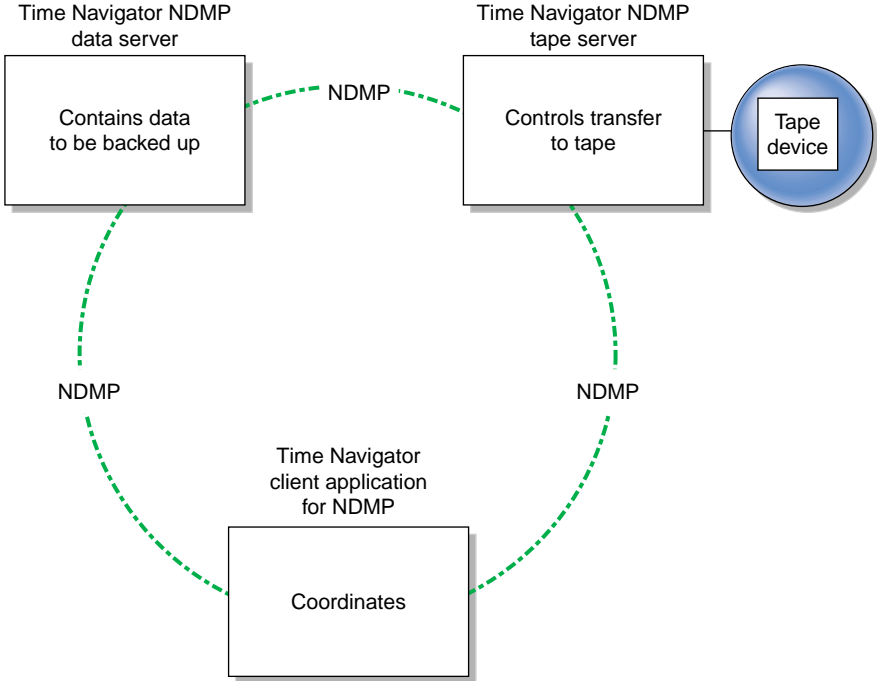 Time Navigator NDMP
data server
Time Navigator NDMP
tape server
Contains data
to be backed up
NDMP
Controls transfer
to tape
Tape
device
NDMP
NDMP
Time Navigator
client application
for NDMP
Coordinates